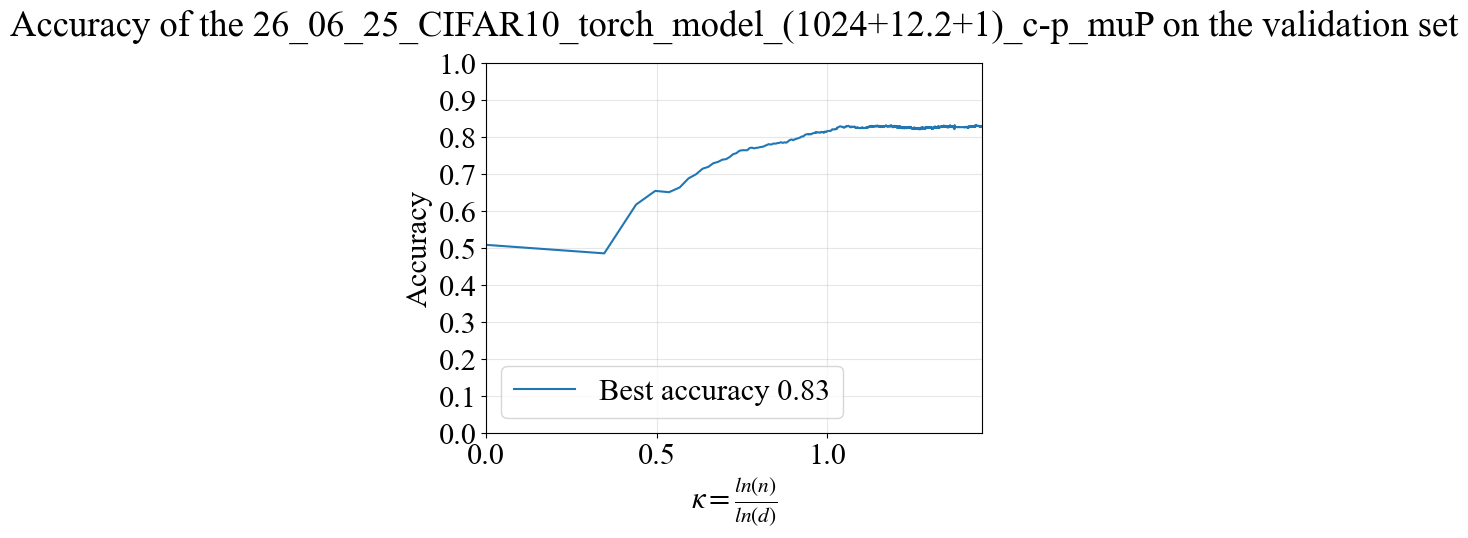 Accuracy of the 26_06_25_CIFAR10_torch_model_(1024+12.2+1)_c-p_muP on the validation set
1.0
0.9
0.8
0.7
0.6
0.5
0.4
0.3
0.2
0.1
0.0
Accuracy
Best accuracy 0.83
0.0 0.5 1.0
κ = ln(n) / ln(d)